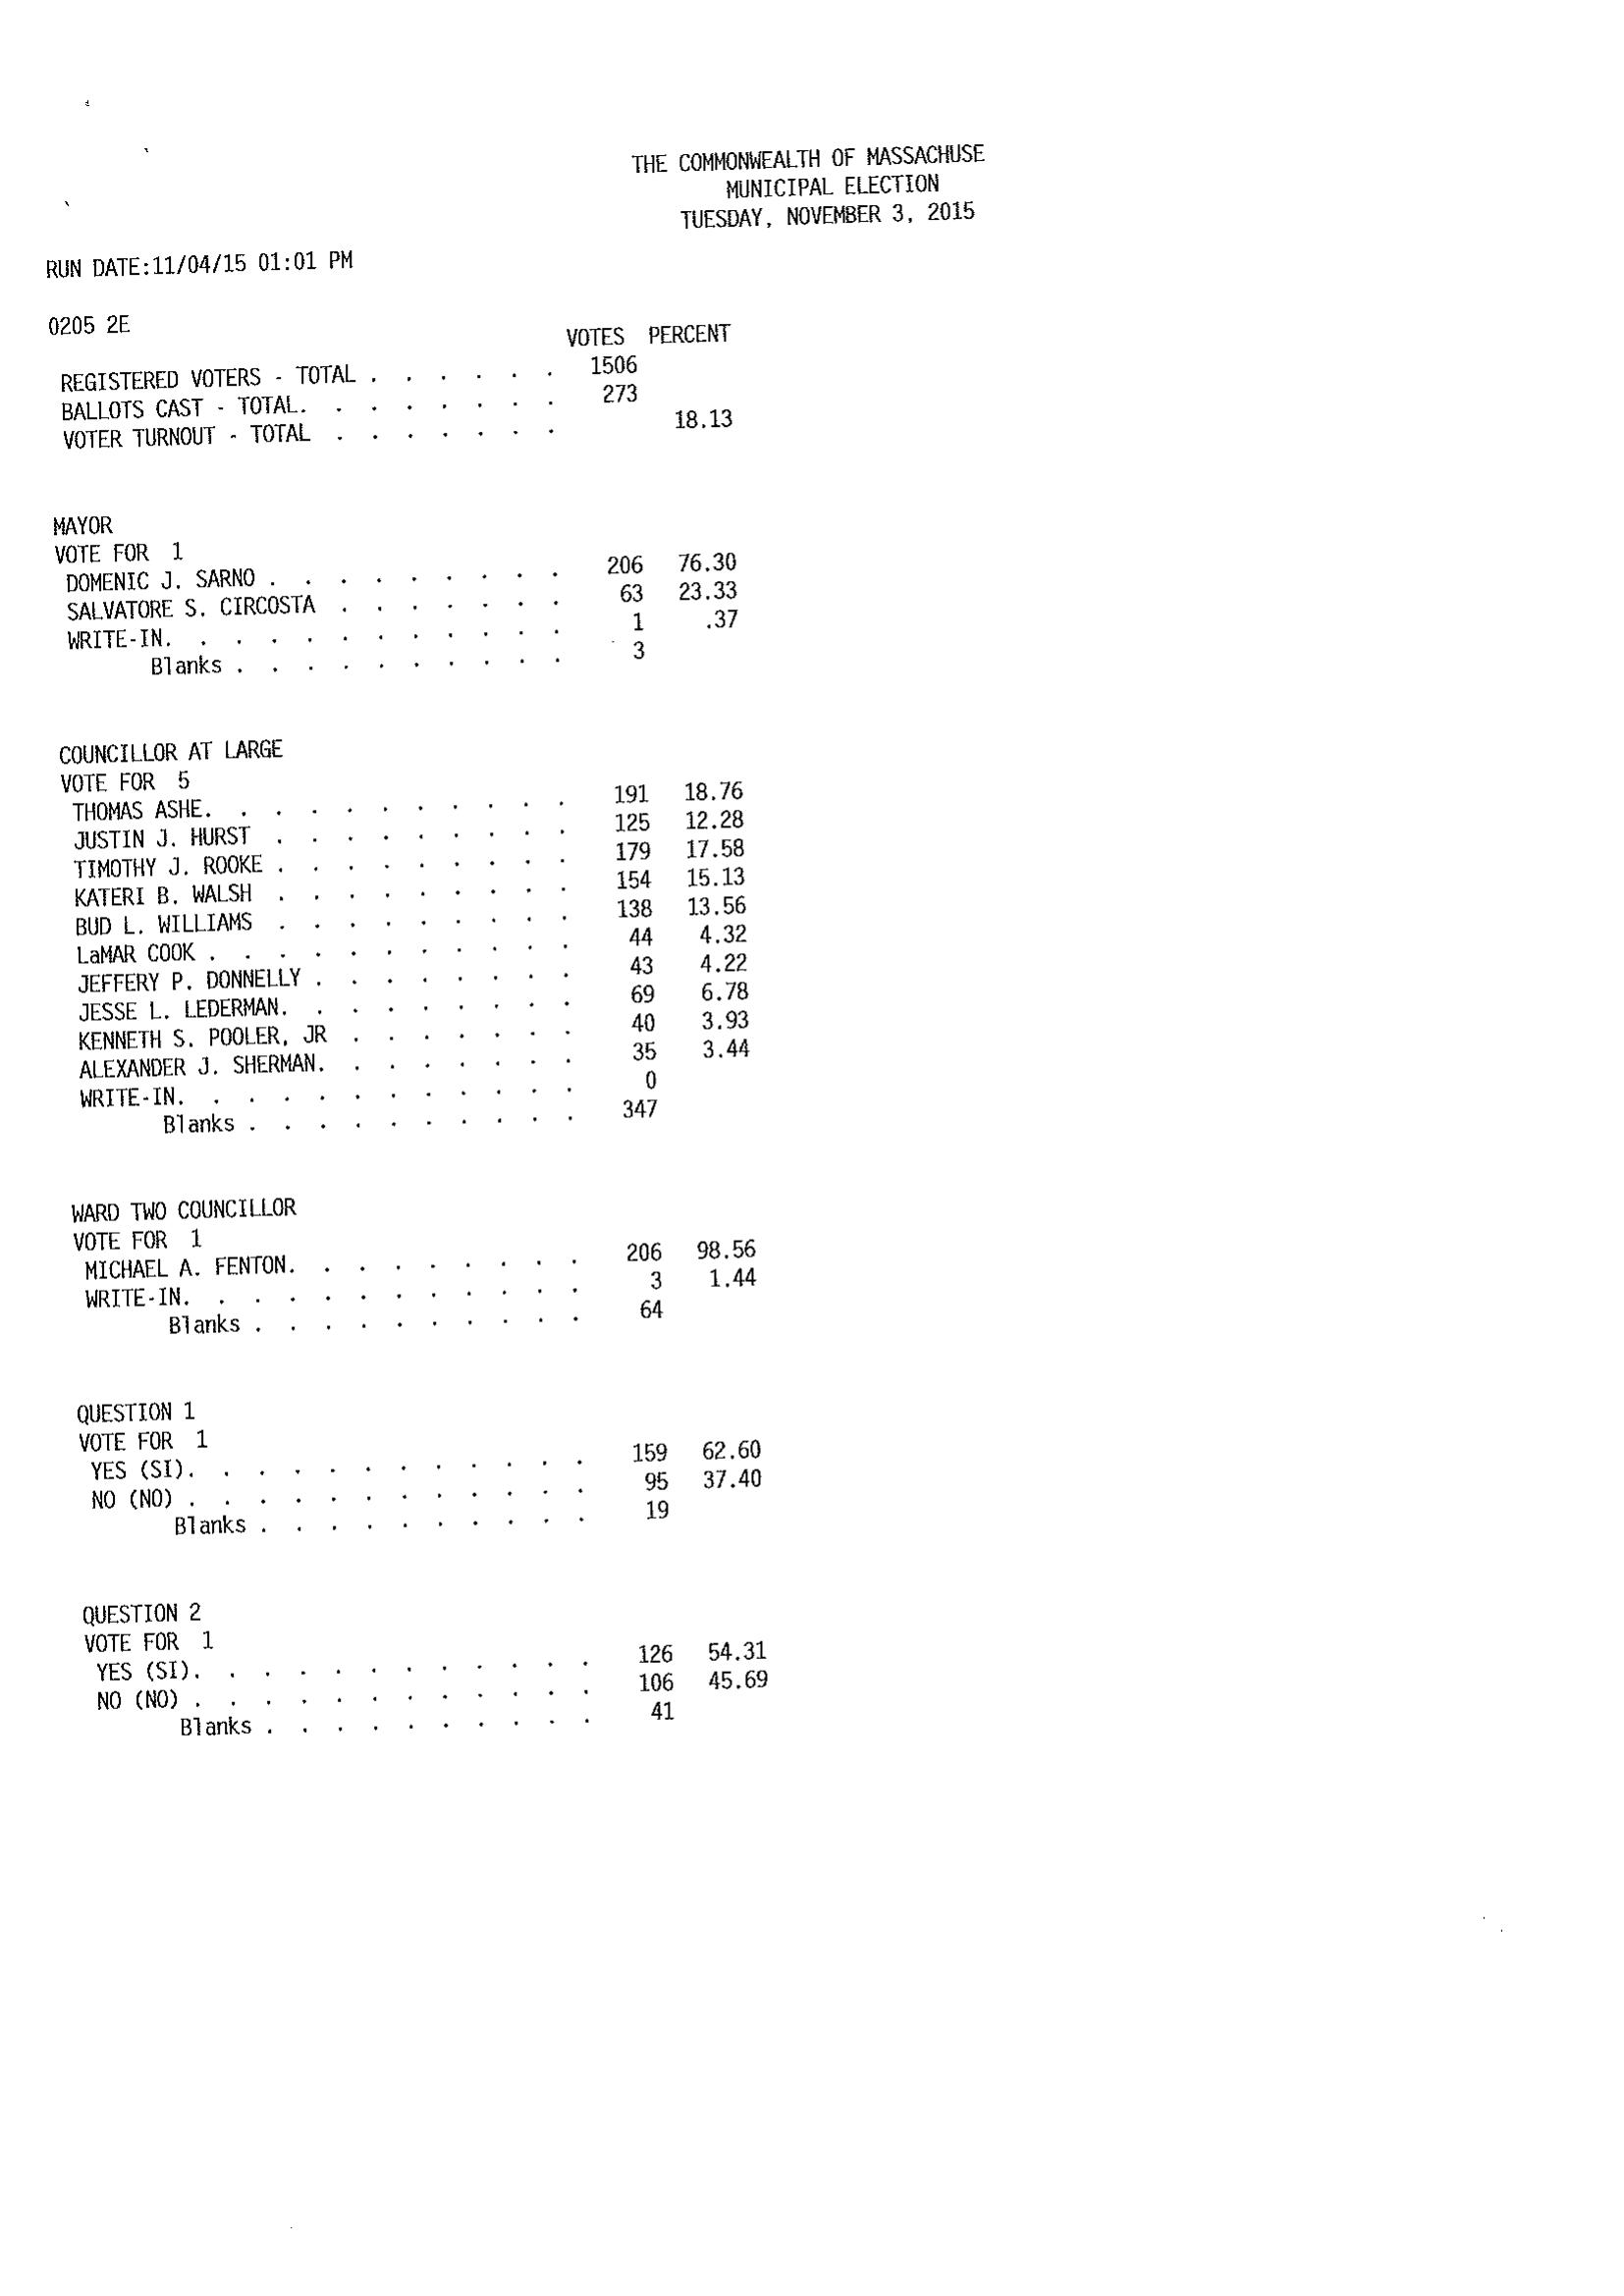 THE COMMONWEALTH OF MASSACHUSE
MUNICIPAL ELECTION
TUESDAY, NOVEMBER 3, 2015
RUN DATE:11/04/15 01:01 PM
0205 2E
VOTES PERCENT
REGISTERED VOTERS - TOTAL . . . . . . 1506
BALLOTS CAST - TOTAL. . . . . . . . 273
VOTER TURNOUT - TOTAL . . . . . . . 18.13
MAYOR
VOTE FOR 1
DOMENIC J. SARNO . . . . . . . . . 206 76.30
SALVATORE S. CIRCOSTA . . . . . . . 63 23.33
WRITE-IN. . . . . . . . . . . . 1 .37
Blanks . . . . . . . . . . 3
COUNCILLOR AT LARGE
VOTE FOR 5
THOMAS ASHE. . . . . . . . . . . 191 18.76
JUSTIN J. HURST . . . . . . . . . 125 12.28
TIMOTHY J. ROOKE . . . . . . . . . 179 17.58
KATERI B. WALSH . . . . . . . . . 154 15.13
BUD L. WILLIAMS . . . . . . . . . 138 13.56
LaMAR COOK . . . . . . . . . . . 44 4.32
JEFFERY P. DONNELLY . . . . . . . . 43 4.22
JESSE L. LEDERMAN. . . . . . . . . 69 6.78
KENNETH S. POOLER, JR . . . . . . . 40 3.93
ALEXANDER J. SHERMAN. . . . . . . . 35 3.44
WRITE-IN. . . . . . . . . . . . 0
Blanks . . . . . . . . . . 347
WARD TWO COUNCILLOR
VOTE FOR 1
MICHAEL A. FENTON. . . . . . . . . 206 98.56
WRITE-IN. . . . . . . . . . . . 3 1.44
Blanks . . . . . . . . . . 64
QUESTION 1
VOTE FOR 1
YES (SI). . . . . . . . . . . . 159 62.60
NO (NO) . . . . . . . . . . . . 95 37.40
Blanks . . . . . . . . . . 19
QUESTION 2
VOTE FOR 1
YES (SI). . . . . . . . . . . . 126 54.31
NO (NO) . . . . . . . . . . . . 106 45.69
Blanks . . . . . . . . . . 41